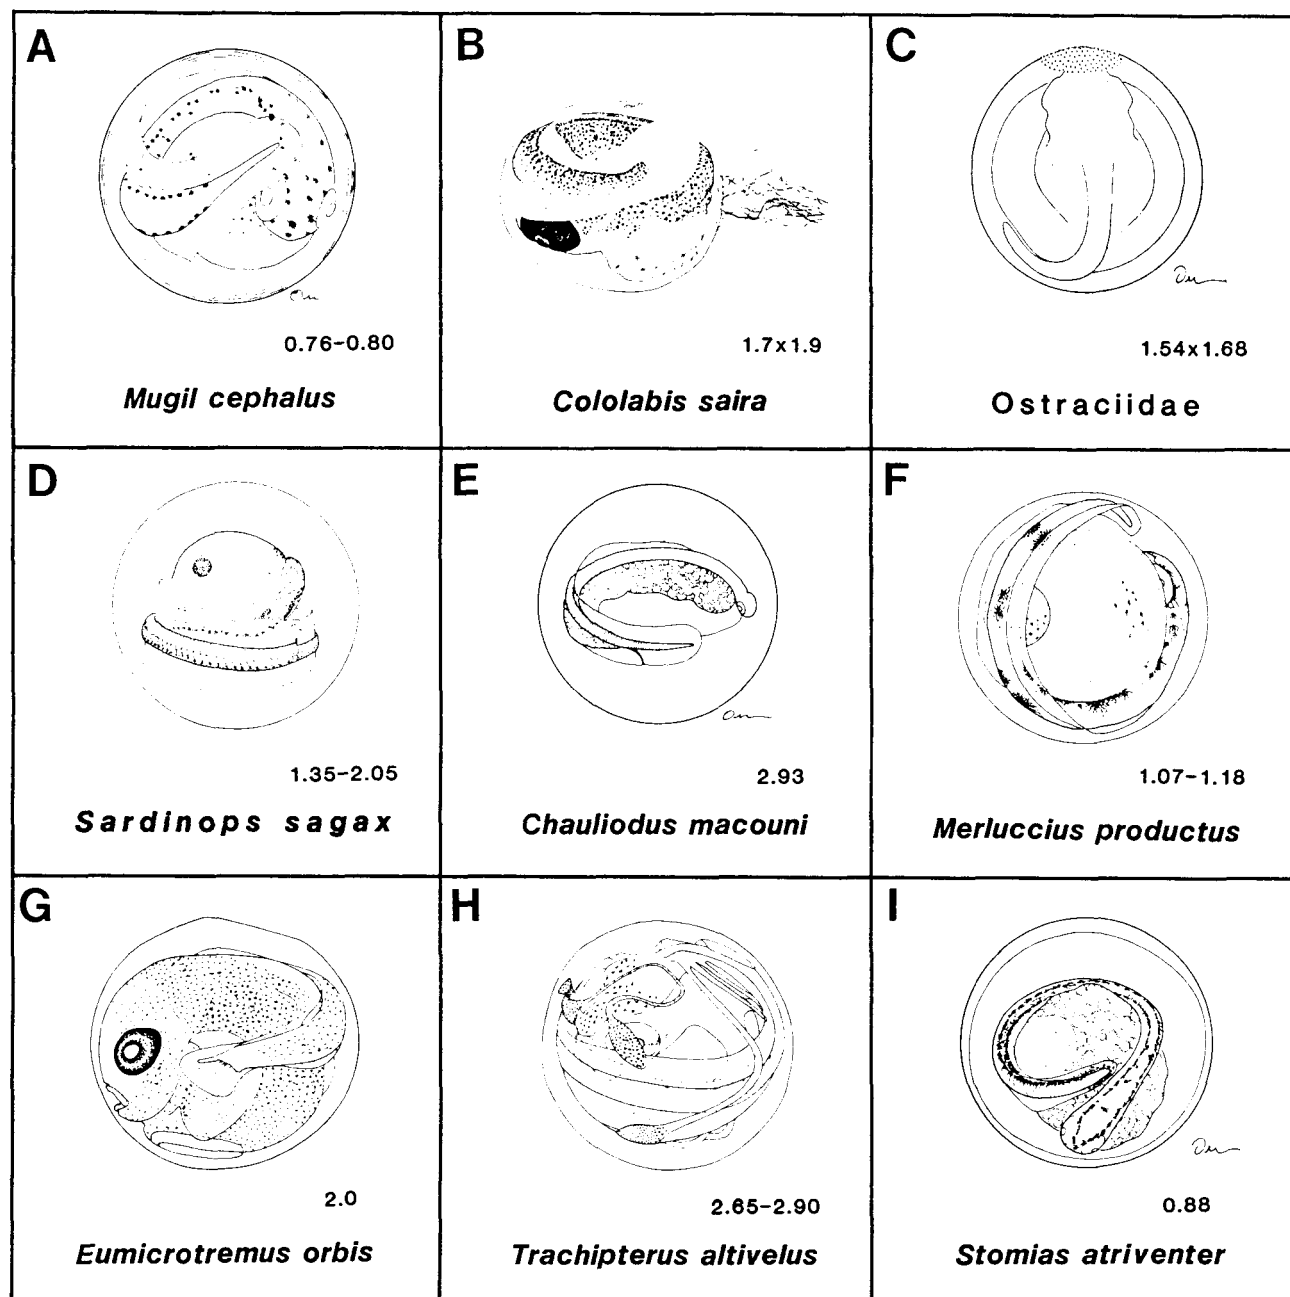 A
0.76-0.80
Mugil cephalus
B
1.7x1.9
Cololabis saira
C
1.54x1.68
Ostraciidae
D
1.35-2.05
Sardinops sagax
E
2.93
Chauliodus macouni
F
1.07-1.18
Merluccius productus
G
2.0
Eumicrotremus orbis
H
2.65-2.90
Trachipterus altivelus
I
0.88
Stomias atriventer